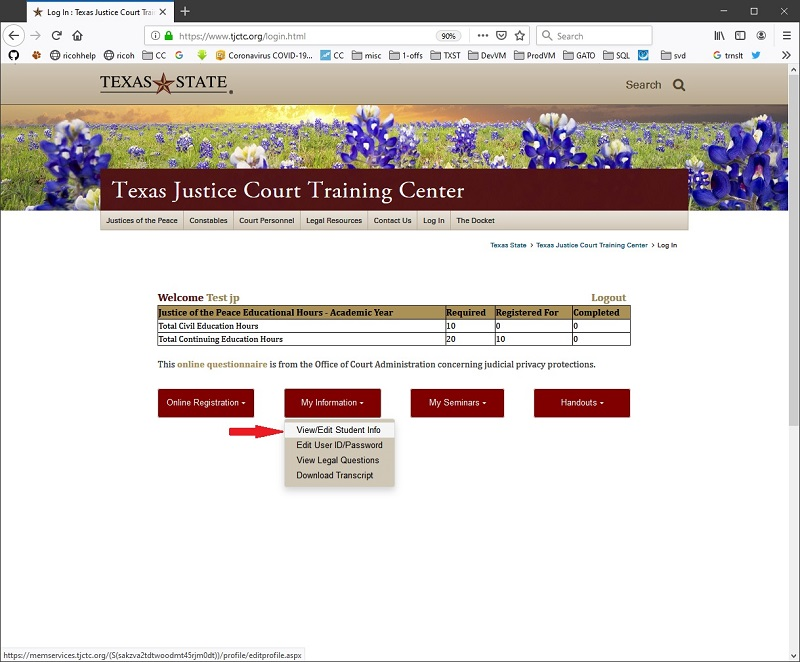 Log In : Texas Justice Court Trai
https://www.tjctc.org/login.html
90%
Search
ricohhelp
ricoh
CC
Coronavirus COVID-19...
CC
misc
1-offs
TXST
DevVM
ProdVM
GATO
SQL
svd
trnslt
TEXAS STATE®
Search
Texas Justice Court Training Center
Justices of the Peace
Constables
Court Personnel
Legal Resources
Contact Us
Log In
The Docket
Texas State > Texas Justice Court Training Center > Log In
Welcome Test jp
Logout
Justice of the Peace Educational Hours - Academic Year Required Registered For Completed
Total Civil Education Hours 10 0 0
Total Continuing Education Hours 20 10 0
This online questionnaire is from the Office of Court Administration concerning judicial privacy protections.
Online Registration
My Information
My Seminars
Handouts
View/Edit Student Info
Edit User ID/Password
View Legal Questions
Download Transcript
https://memservices.tjctc.org/(S(sakzva2tdtwoodmt45rjm0dt))/profile/editprofile.aspx